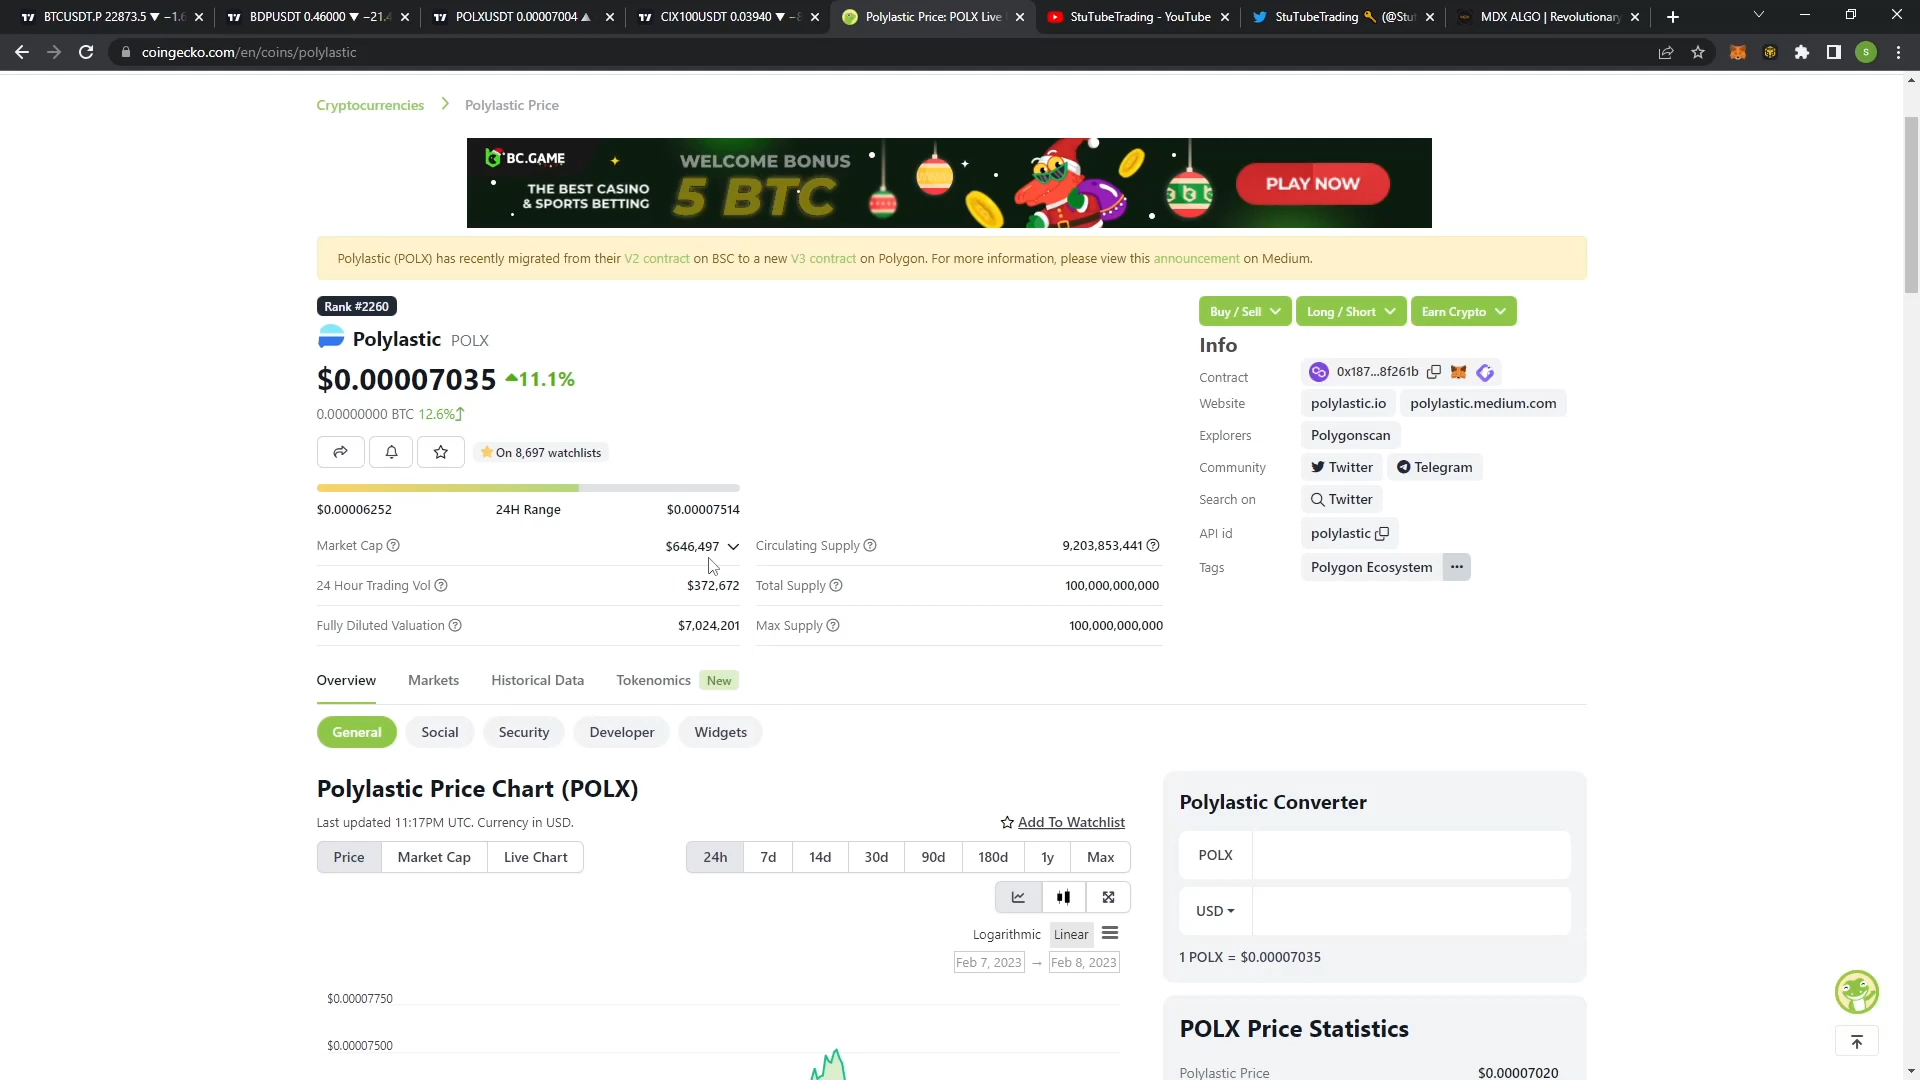 BTCUSDT.P 22873.5 ▼ −1.6
BDPUSDT 0.46000 ▼ −21.4
POLXUSDT 0.00007004 ▲
CIX100USDT 0.03940 ▼ −8
Polylastic Price: POLX Live
StuTubeTrading - YouTube
StuTubeTrading 🔑 (@Stu
MDX ALGO | Revolutionary
coingecko.com/en/coins/polylastic
S
Cryptocurrencies > Polylastic Price
BC.GAME
THE BEST CASINO
& SPORTS BETTING
WELCOME BONUS
5 BTC
PLAY NOW
Polylastic (POLX) has recently migrated from their V2 contract on BSC to a new V3 contract on Polygon. For more information, please view this announcement on Medium.
Rank #2260
Polylastic POLX
$0.00007035 11.1%
0.00000000 BTC 12.6%
On 8,697 watchlists
$0.00006252 24H Range $0.00007514
Market Cap $646,497
24 Hour Trading Vol $372,672
Fully Diluted Valuation $7,024,201
Circulating Supply 9,203,853,441
Total Supply 100,000,000,000
Max Supply 100,000,000,000
Buy / Sell Long / Short Earn Crypto
Info
Contract 0x187...8f261b
Website polylastic.io polylastic.medium.com
Explorers Polygonscan
Community Twitter Telegram
Search on Twitter
API id polylastic
Tags Polygon Ecosystem ...
Overview Markets Historical Data Tokenomics New
General Social Security Developer Widgets
Polylastic Price Chart (POLX)
Last updated 11:17PM UTC. Currency in USD.
Add To Watchlist
Price Market Cap Live Chart
24h 7d 14d 30d 90d 180d 1y Max
Logarithmic Linear
Feb 7, 2023 → Feb 8, 2023
$0.00007750
$0.00007500
Polylastic Converter
POLX
USD
1 POLX = $0.00007035
POLX Price Statistics
Polylastic Price $0.00007020